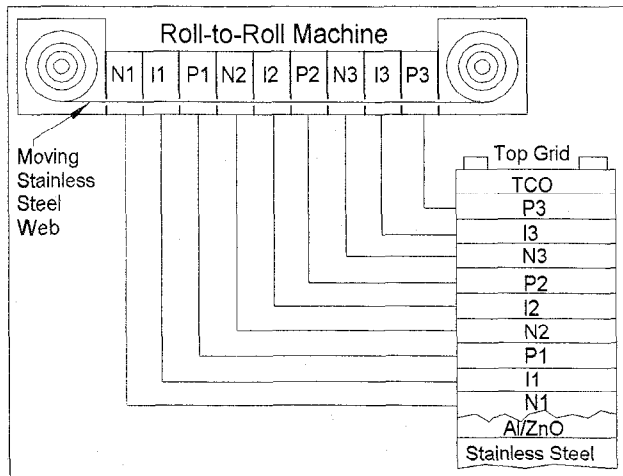 Roll-to-Roll Machine
N1 I1 P1 N2 I2 P2 N3 I3 P3
Moving
Stainless
Steel
Web
Top Grid
TCO
P3
I3
N3
P2
I2
N2
P1
I1
N1
Al/ZnO
Stainless Steel